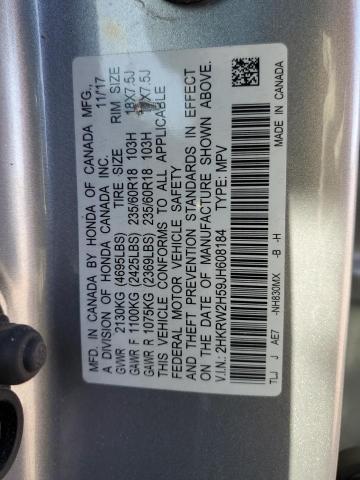 MFD. IN CANADA BY HONDA OF CANADA MFG.,
A DIVISION OF HONDA CANADA INC. 11/17
TIRE SIZE RIM SIZE
GVWR 2130KG (4695LBS)
GAWR F 1100KG (2425LBS) 235/60R18 103H 18X7.5J
GAWR R 1075KG (2369LBS) 235/60R18 103H X7.5J
THIS VEHICLE CONFORMS TO ALL APPLICABLE
FEDERAL MOTOR VEHICLE SAFETY
AND THEFT PREVENTION STANDARDS IN EFFECT
ON THE DATE OF MANUFACTURE SHOWN ABOVE.
V.I.N.: 2HKRW2H59JH608184 TYPE: MPV
TLJ J AE7 -NH830MX -B -H MADE IN CANADA